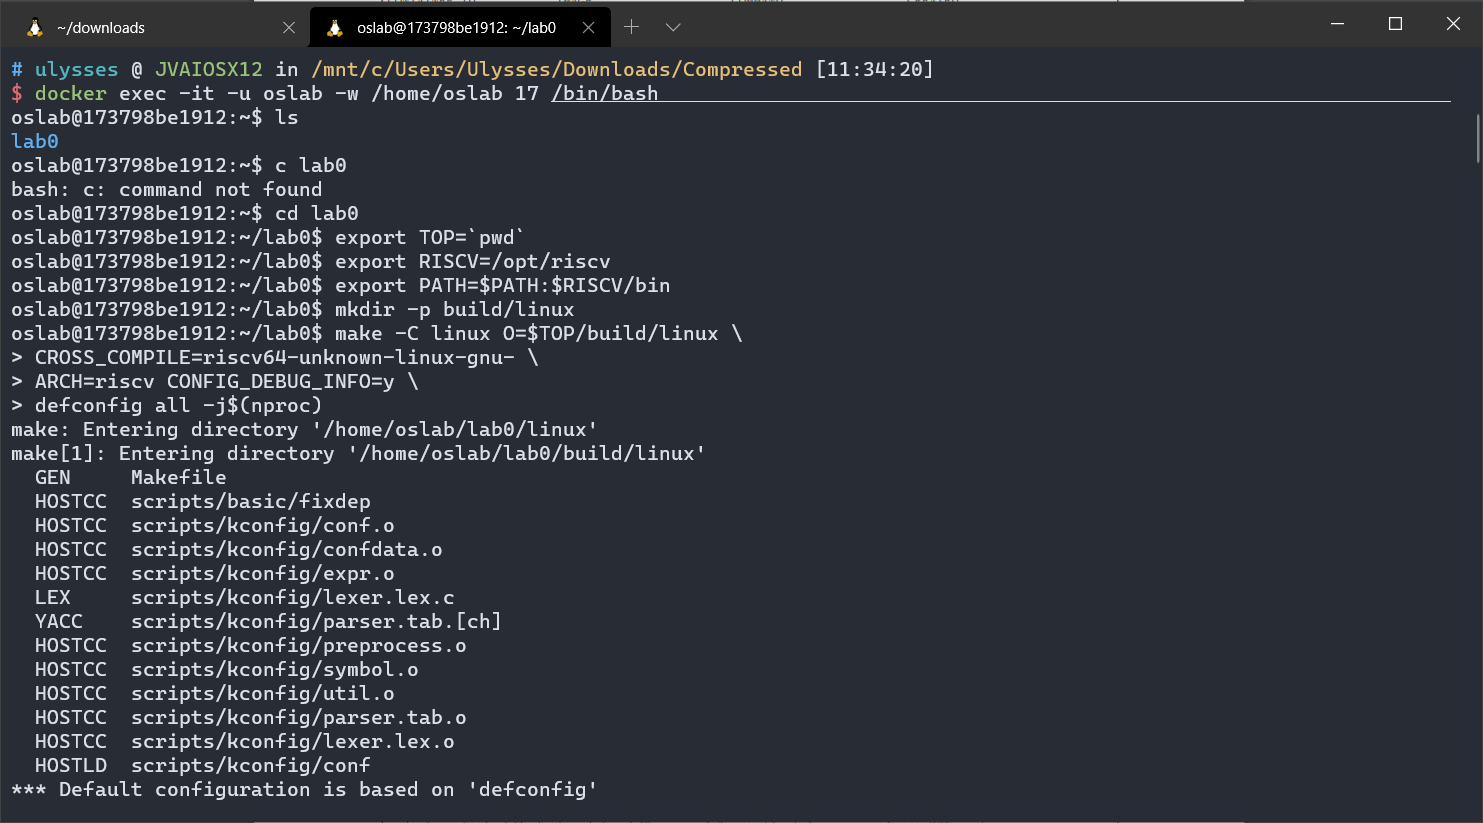 ~/downloads
oslab@173798be1912: ~/lab0
# ulysses @ JVAIOSX12 in /mnt/c/Users/Ulysses/Downloads/Compressed [11:34:20]
$ docker exec -it -u oslab -w /home/oslab 17 /bin/bash
oslab@173798be1912:~$ ls
lab0
oslab@173798be1912:~$ c lab0
bash: c: command not found
oslab@173798be1912:~$ cd lab0
oslab@173798be1912:~/lab0$ export TOP=`pwd`
oslab@173798be1912:~/lab0$ export RISCV=/opt/riscv
oslab@173798be1912:~/lab0$ export PATH=$PATH:$RISCV/bin
oslab@173798be1912:~/lab0$ mkdir -p build/linux
oslab@173798be1912:~/lab0$ make -C linux O=$TOP/build/linux \
> CROSS_COMPILE=riscv64-unknown-linux-gnu- \
> ARCH=riscv CONFIG_DEBUG_INFO=y \
> defconfig all -j$(nproc)
make: Entering directory '/home/oslab/lab0/linux'
make[1]: Entering directory '/home/oslab/lab0/build/linux'
  GEN     Makefile
  HOSTCC  scripts/basic/fixdep
  HOSTCC  scripts/kconfig/conf.o
  HOSTCC  scripts/kconfig/confdata.o
  HOSTCC  scripts/kconfig/expr.o
  LEX     scripts/kconfig/lexer.lex.c
  YACC    scripts/kconfig/parser.tab.[ch]
  HOSTCC  scripts/kconfig/preprocess.o
  HOSTCC  scripts/kconfig/symbol.o
  HOSTCC  scripts/kconfig/util.o
  HOSTCC  scripts/kconfig/parser.tab.o
  HOSTCC  scripts/kconfig/lexer.lex.o
  HOSTLD  scripts/kconfig/conf
*** Default configuration is based on 'defconfig'